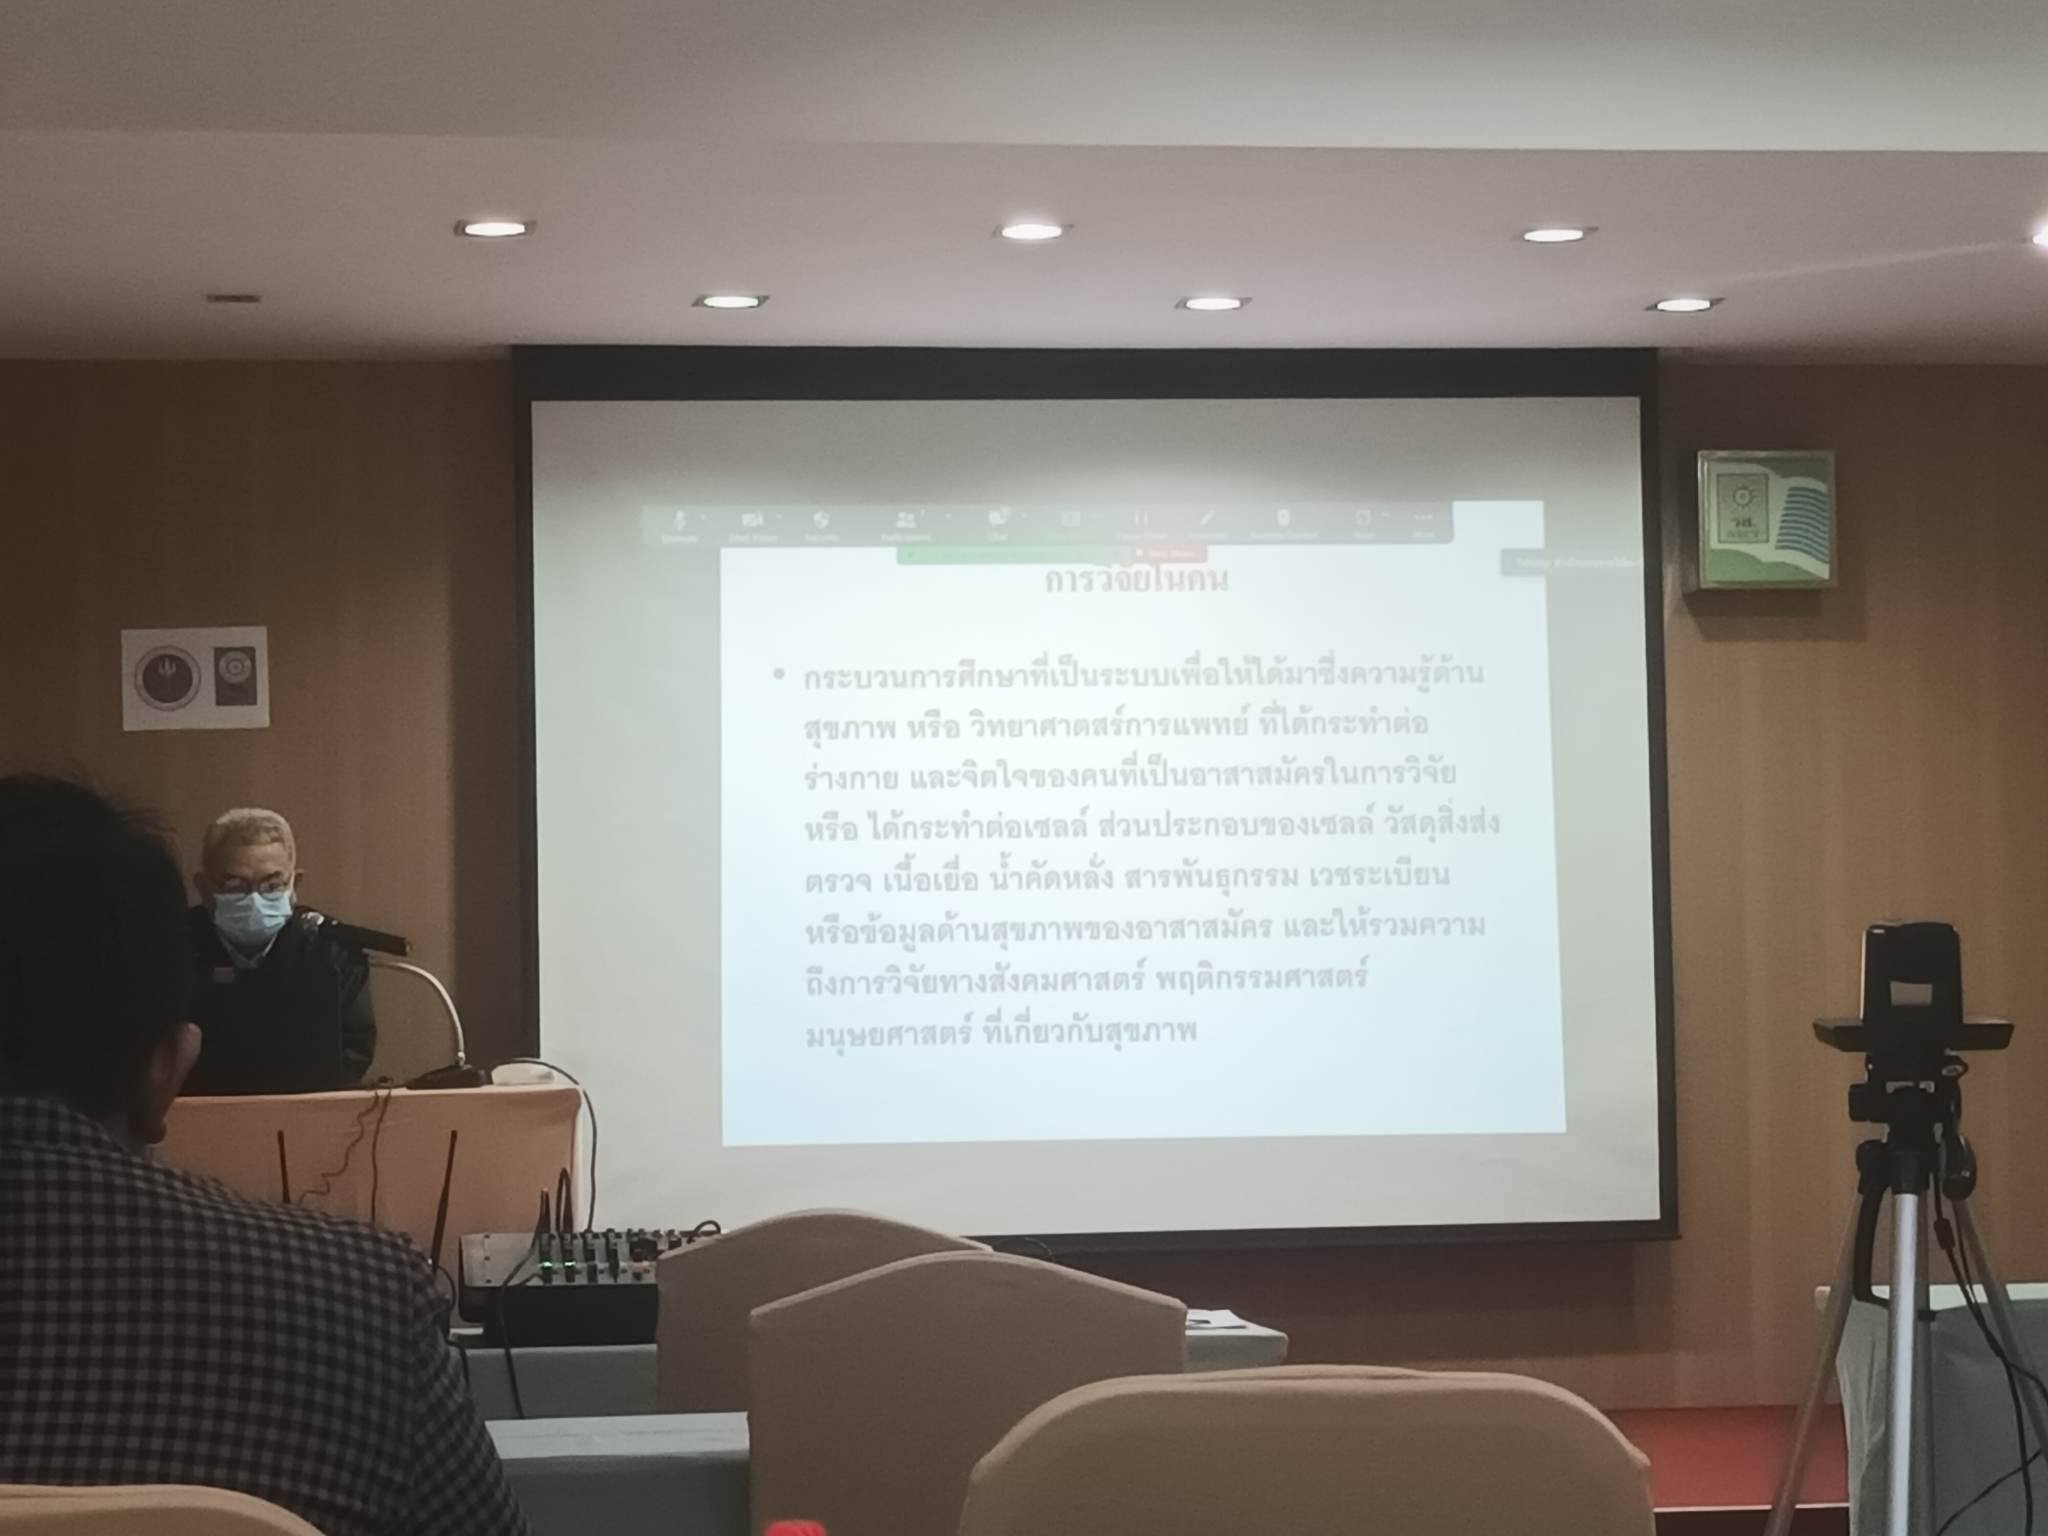 Security
Participants
Chat
การวิจัยในคน
• กระบวนการศึกษาที่เป็นระบบเพื่อให้ได้มาซึ่งความรู้ด้าน
สุขภาพ หรือ วิทยาศาตสร์การแพทย์ ที่ได้กระทำต่อ
ร่างกาย และจิตใจของคนที่เป็นอาสาสมัครในการวิจัย
หรือ ได้กระทำต่อเซลล์ ส่วนประกอบของเซลล์ วัสดุสิ่งส่ง
ตรวจ เนื้อเยื่อ น้ำคัดหลั่ง สารพันธุกรรม เวชระเบียน
หรือข้อมูลด้านสุขภาพของอาสาสมัคร และให้รวมความ
ถึงการวิจัยทางสังคมศาสตร์ พฤติกรรมศาสตร์
มนุษยศาสตร์ ที่เกี่ยวกับสุขภาพ
วช.
NRCT